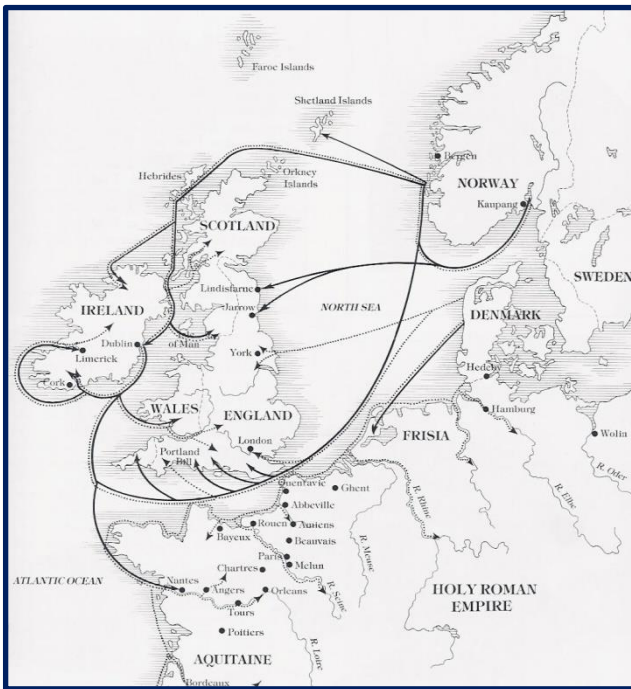 Faroe Islands
Shetland Islands
Bergen
Hebrides
Orkney
Islands
NORWAY
Kaupang
SCOTLAND
SWEDEN
Lindisfarne
NORTH SEA
IRELAND
Jarrow
DENMARK
Dublin
of Man
Limerick
York
Hedeby
Cork
Hamburg
WALES
ENGLAND
FRISIA
Wolin
London
Portland
Bill
R. Oder
Quentavic
Ghent
R. Rhine
R. Elbe
Abbeville
Bayeux
Rouen
Amiens
Beauvais
R. Meuse
Paris
Melun
Chartres
R. Seine
ATLANTIC OCEAN
Nantes
Angers
Orleans
HOLY ROMAN
EMPIRE
Tours
Poitiers
R. Loire
AQUITAINE
Bordeaux